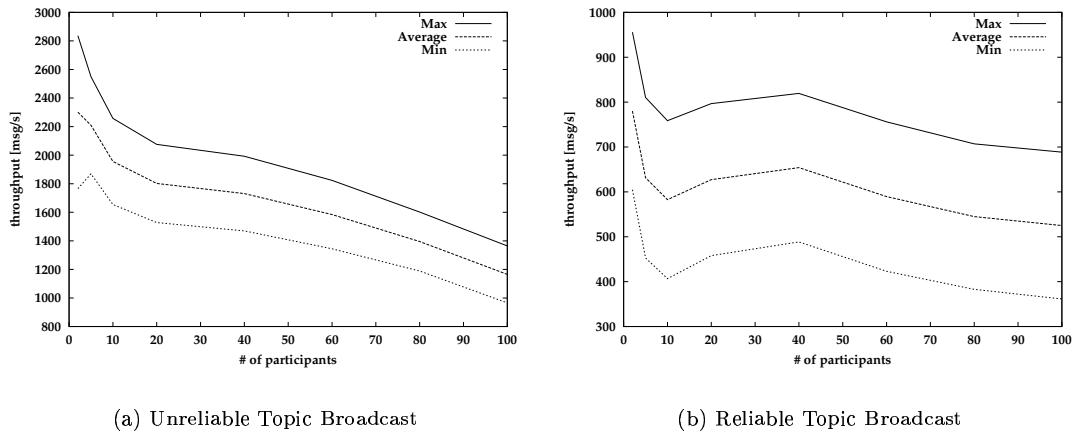 3000
2800
2600
2400
2200
2000
1800
1600
1400
1200
1000
800
throughput [msg/s]
Max
Average
Min
0 10 20 30 40 50 60 70 80 90 100
# of participants
(a) Unreliable Topic Broadcast
1000
900
800
700
600
500
400
300
throughput [msg/s]
Max
Average
Min
0 10 20 30 40 50 60 70 80 90 100
# of participants
(b) Reliable Topic Broadcast